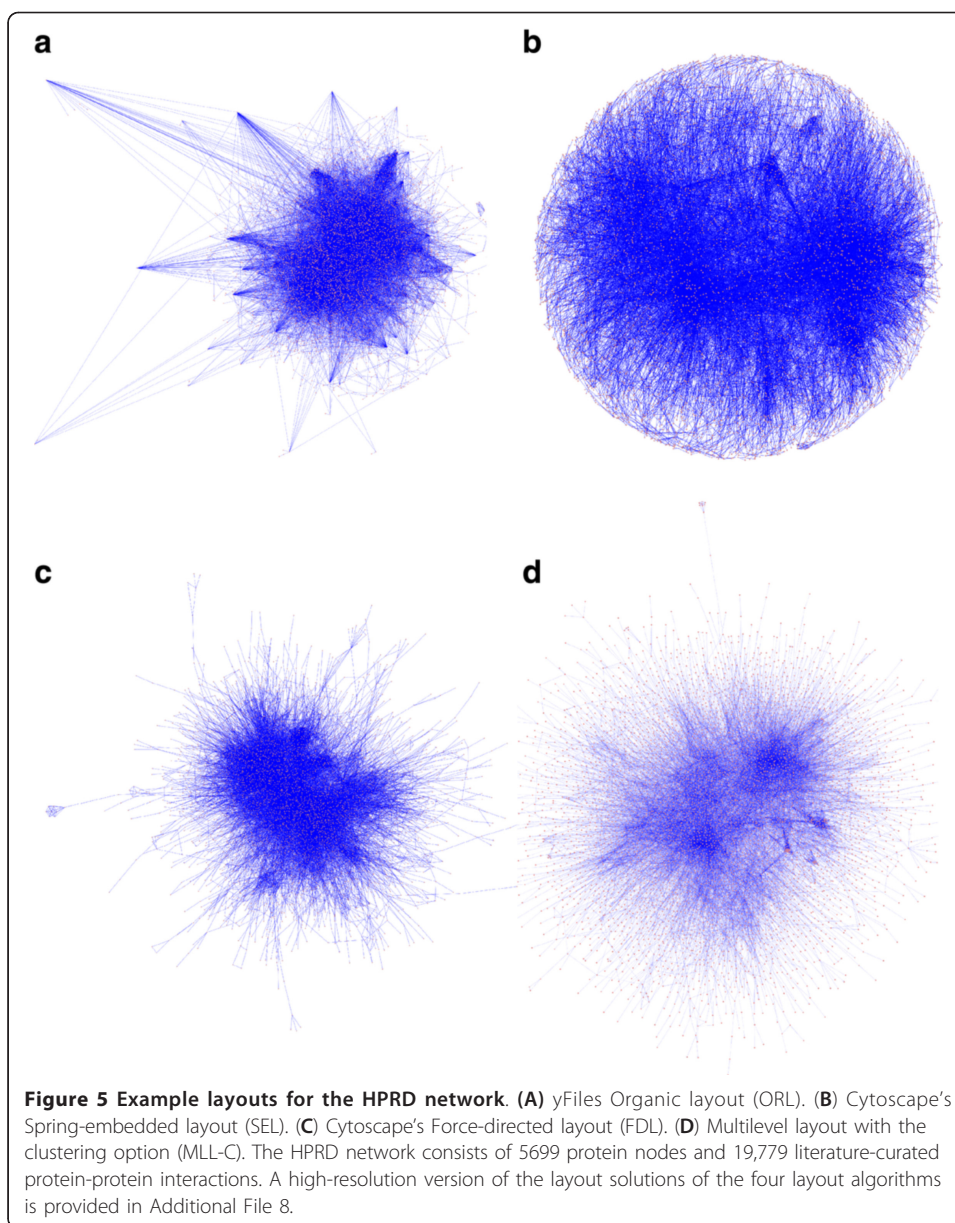 a
b
c
d
Figure 5 Example layouts for the HPRD network. (A) yFiles Organic layout (ORL). (B) Cytoscape's
Spring-embedded layout (SEL). (C) Cytoscape's Force-directed layout (FDL). (D) Multilevel layout with the
clustering option (MLL-C). The HPRD network consists of 5699 protein nodes and 19,779 literature-curated
protein-protein interactions. A high-resolution version of the layout solutions of the four layout algorithms
is provided in Additional File 8.